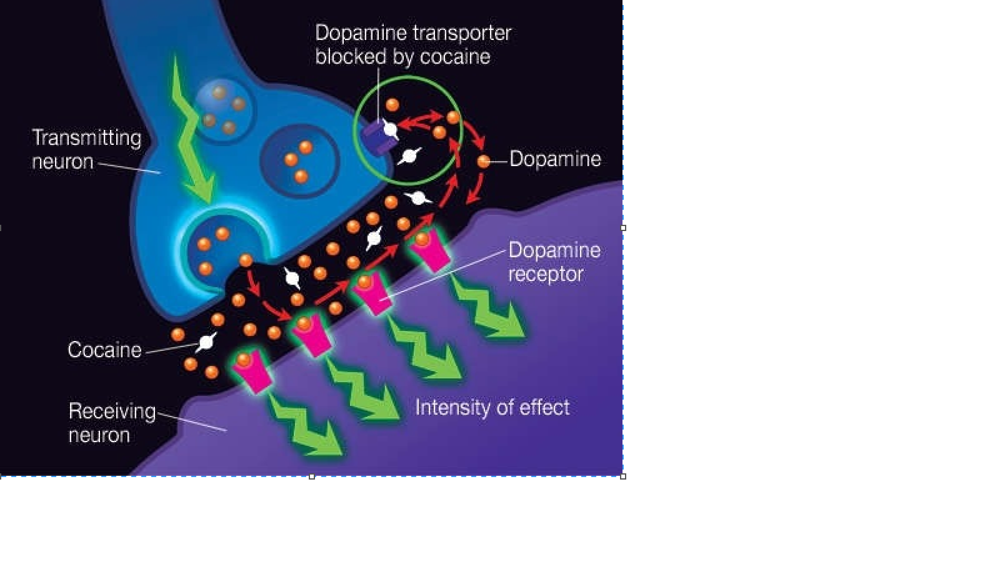 Dopamine transporter
blocked by cocaine
Transmitting
neuron
Dopamine
Dopamine
receptor
Cocaine
Intensity of effect
Receiving
neuron